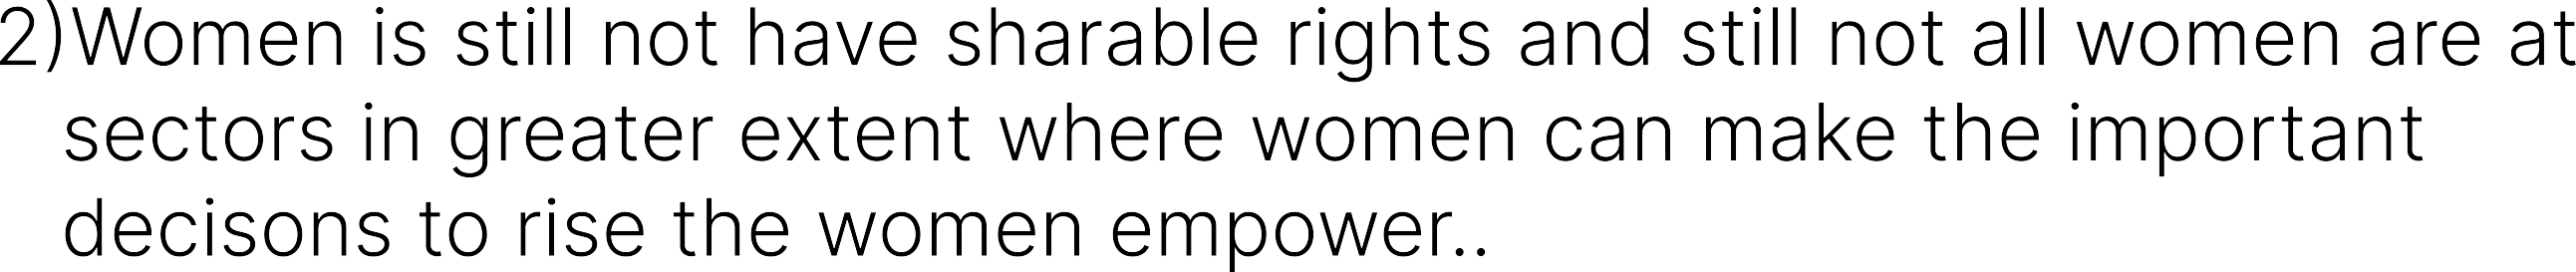 2)Women is still not have sharable rights and still not all women are at
sectors in greater extent where women can make the important
decisons to rise the women empower..